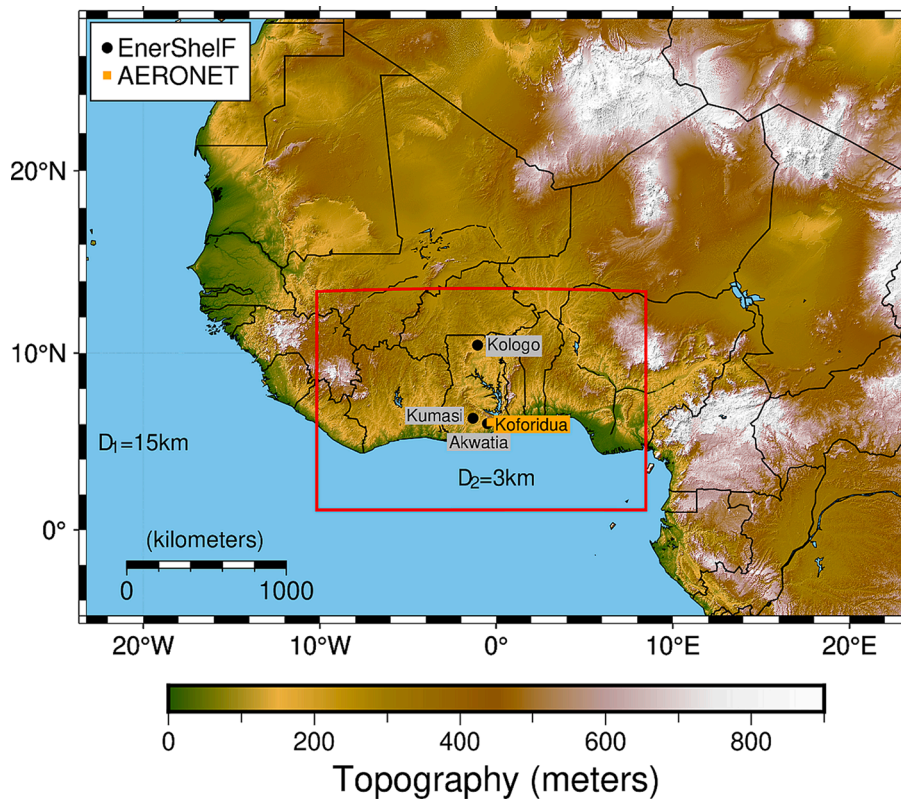 EnerShelF
AERONET
20°N
10°N
0°
Kologo
Kumasi
Koforidua
Akwatia
D1=15km
D2=3km
(kilometers)
0 1000
20°W 10°W 0° 10°E 20°E
0 200 400 600 800
Topography (meters)